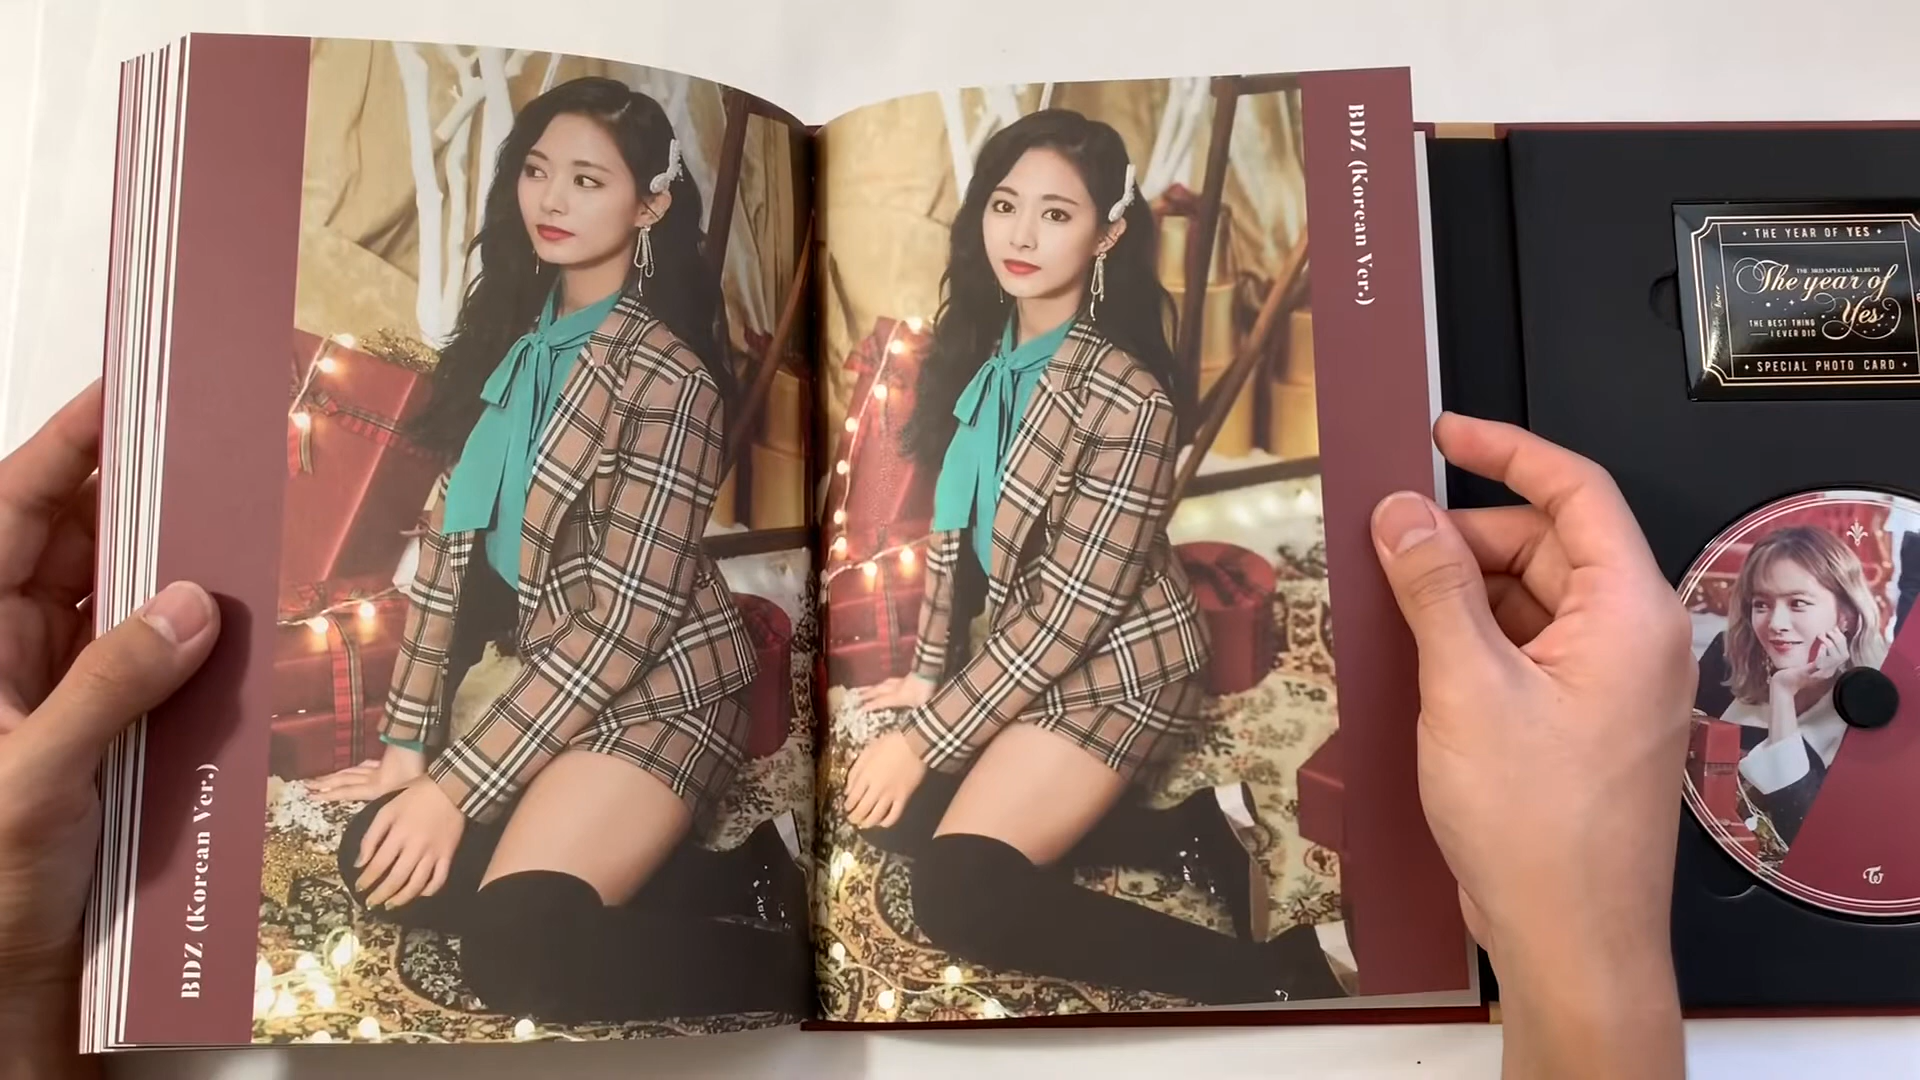 BDZ (Korean Ver.)
BDZ (Korean Ver.)
• THE YEAR OF YES •
THE 3RD SPECIAL ALBUM
The year of
Yes
THE BEST THING
I EVER DID
• SPECIAL PHOTO CARD •